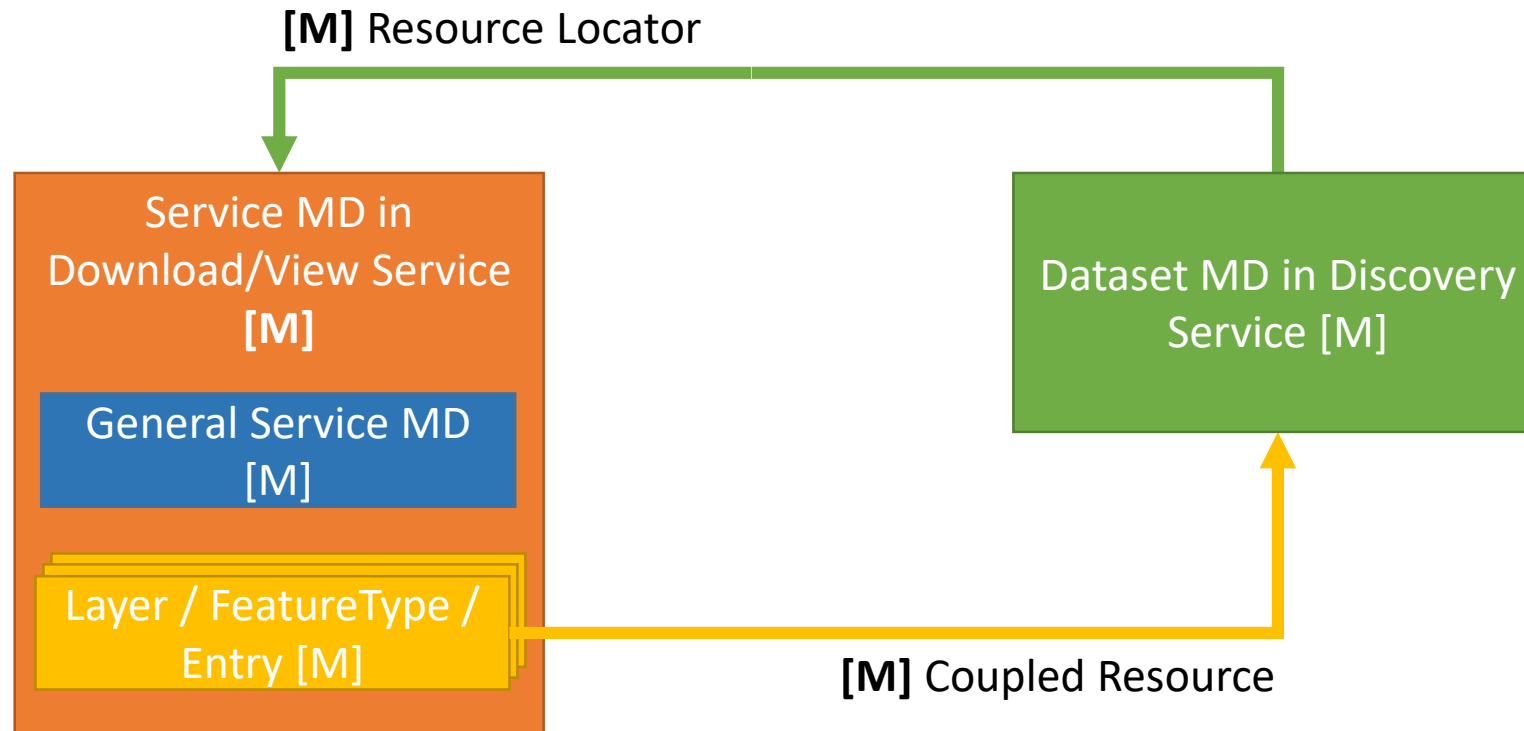 [M] Resource Locator
Service MD in
Download/View Service
[M]
General Service MD
[M]
Layer / FeatureType /
Entry [M]
Dataset MD in Discovery
Service [M]
[M] Coupled Resource